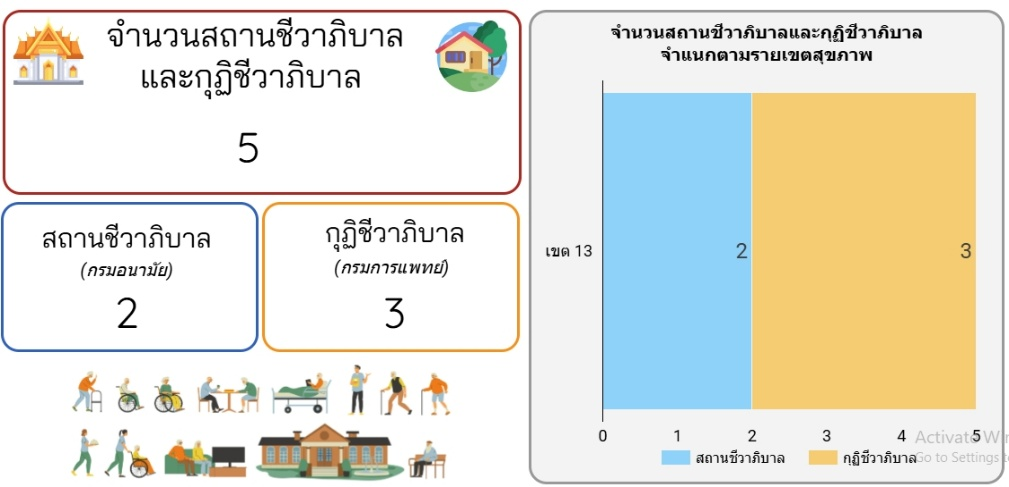 จำนวนสถานชีวาภิบาล
และกุฏิชีวาภิบาล
5
สถานชีวาภิบาล
(กรมอนามัย)
2
กุฏิชีวาภิบาล
(กรมการแพทย์)
3
จำนวนสถานชีวาภิบาลและกุฏิชีวาภิบาล
จำแนกตามรายเขตสุขภาพ
เขต 13
2
3
0 1 2 3 4 5
สถานชีวาภิบาล กุฏิชีวาภิบาล
Activate
Go to Settings